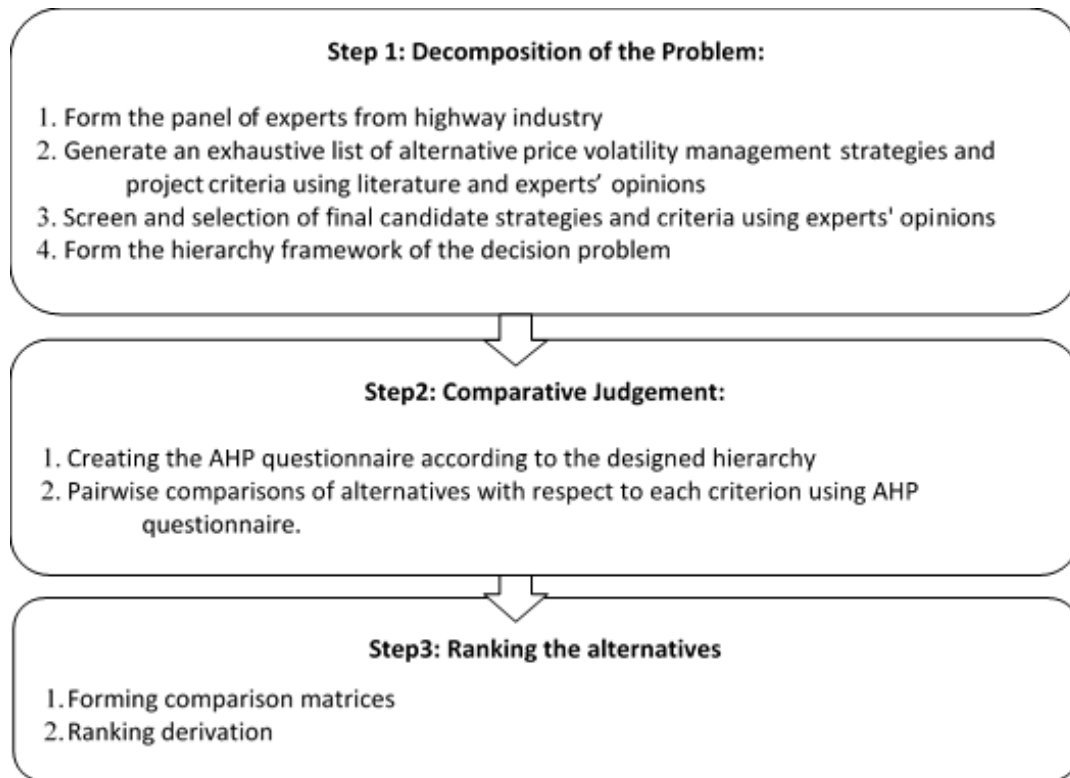 Step 1: Decomposition of the Problem:
1. Form the panel of experts from highway industry
2. Generate an exhaustive list of alternative price volatility management strategies and
project criteria using literature and experts’ opinions
3. Screen and selection of final candidate strategies and criteria using experts' opinions
4. Form the hierarchy framework of the decision problem
Step2: Comparative Judgement:
1. Creating the AHP questionnaire according to the designed hierarchy
2. Pairwise comparisons of alternatives with respect to each criterion using AHP
questionnaire.
Step3: Ranking the alternatives
1. Forming comparison matrices
2. Ranking derivation